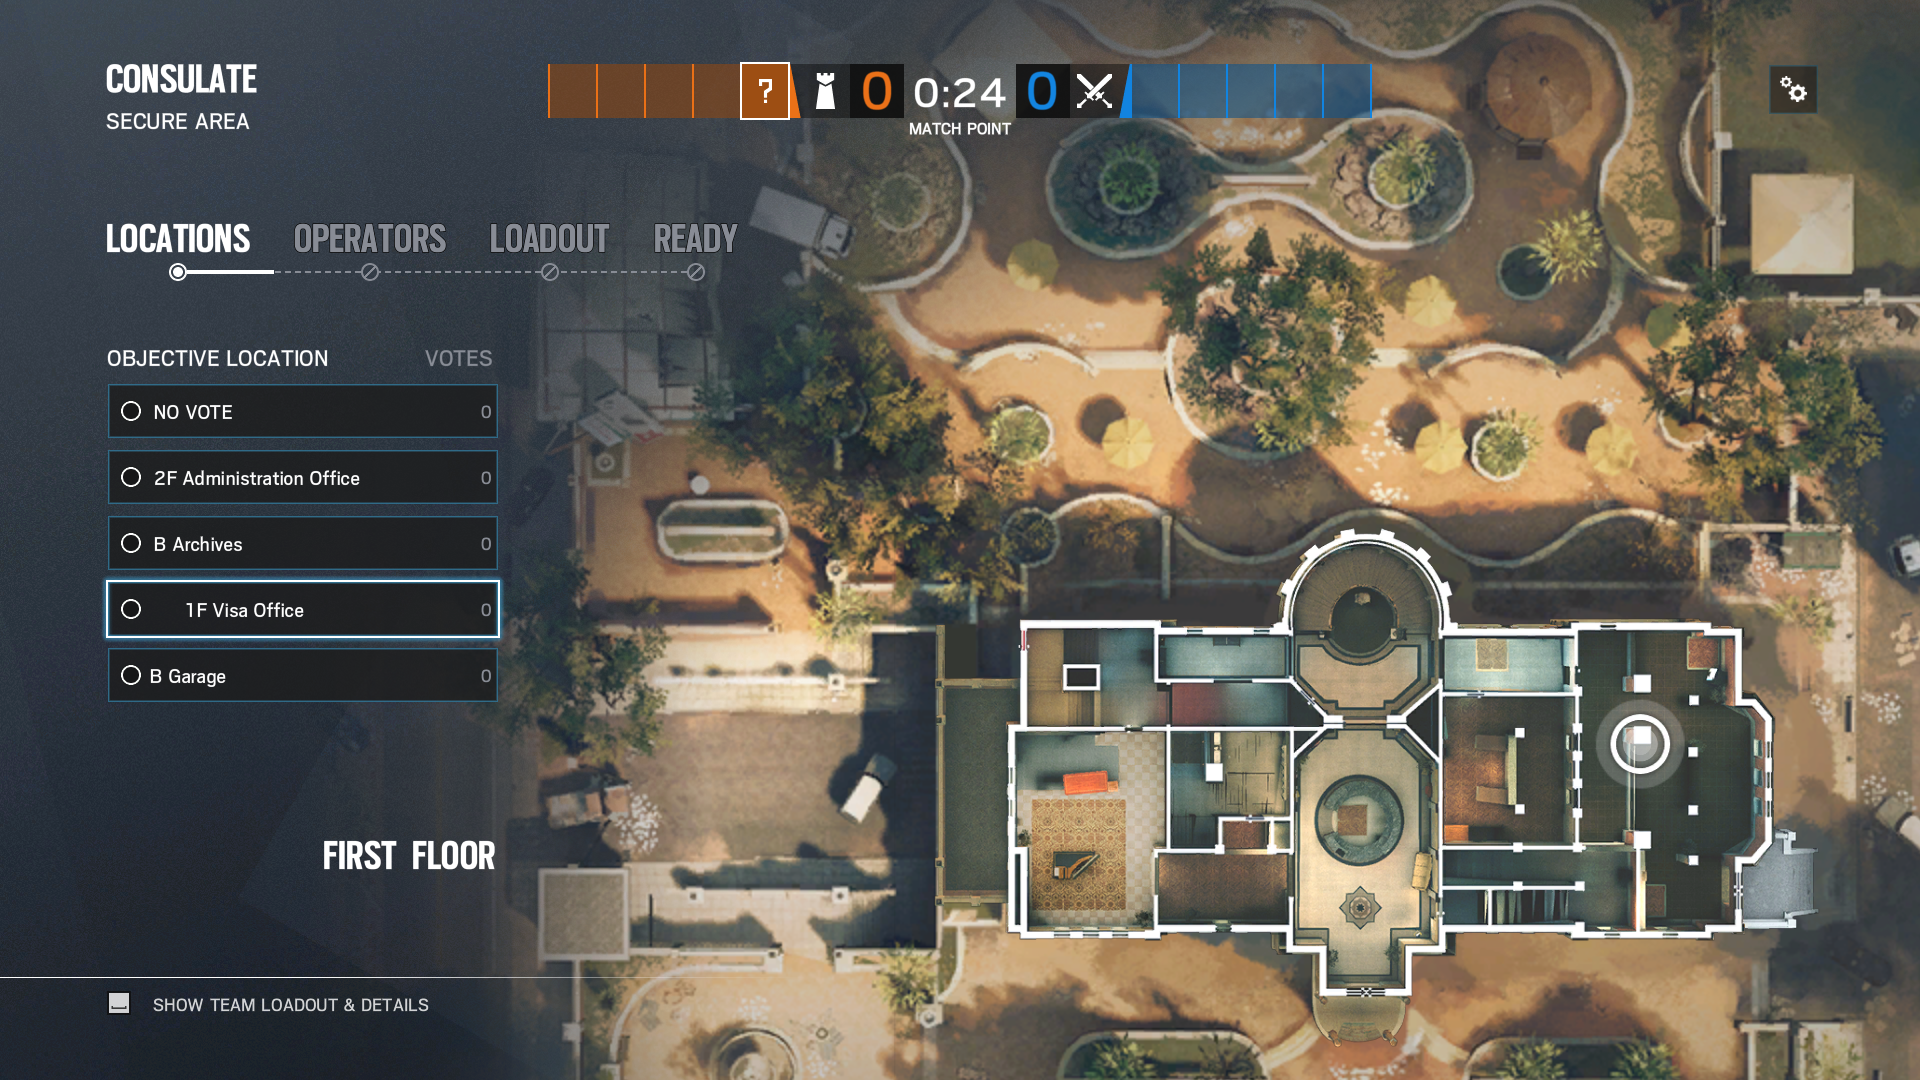 CONSULATE
SECURE AREA
? 0 0:24 0
MATCH POINT
LOCATIONS OPERATORS LOADOUT READY
OBJECTIVE LOCATION VOTES
NO VOTE 0
2F Administration Office 0
B Archives 0
1F Visa Office 0
B Garage 0
FIRST FLOOR
SHOW TEAM LOADOUT & DETAILS